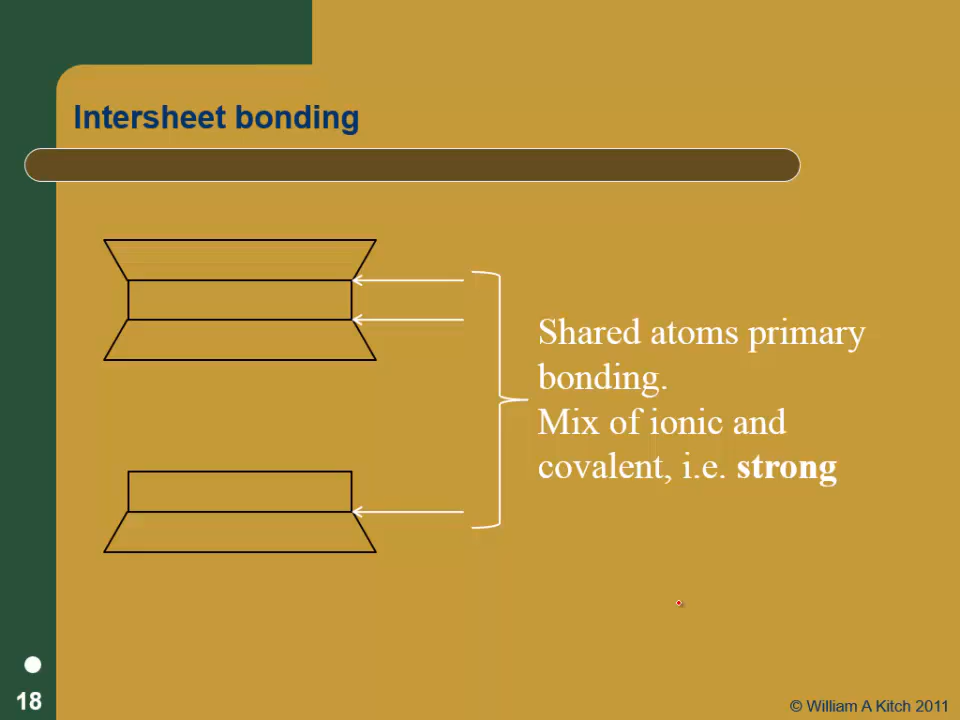 Intersheet bonding
Shared atoms primary
bonding.
Mix of ionic and
covalent, i.e. strong
18
© William A Kitch 2011